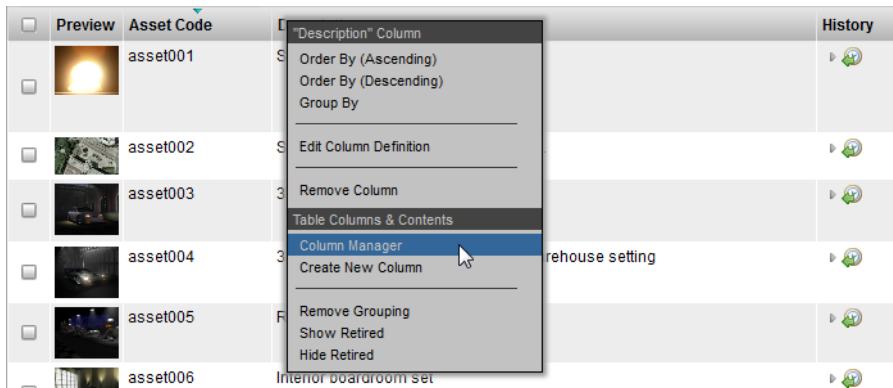 Preview Asset Code History
"Description" Column
Order By (Ascending)
asset001
Order By (Descending)
Group By
asset002
Edit Column Definition
asset003
Remove Column
Table Columns & Contents
Column Manager
asset004 rehouse setting
Create New Column
asset005
Remove Grouping
Show Retired
Hide Retired
asset006 Interior boardroom set